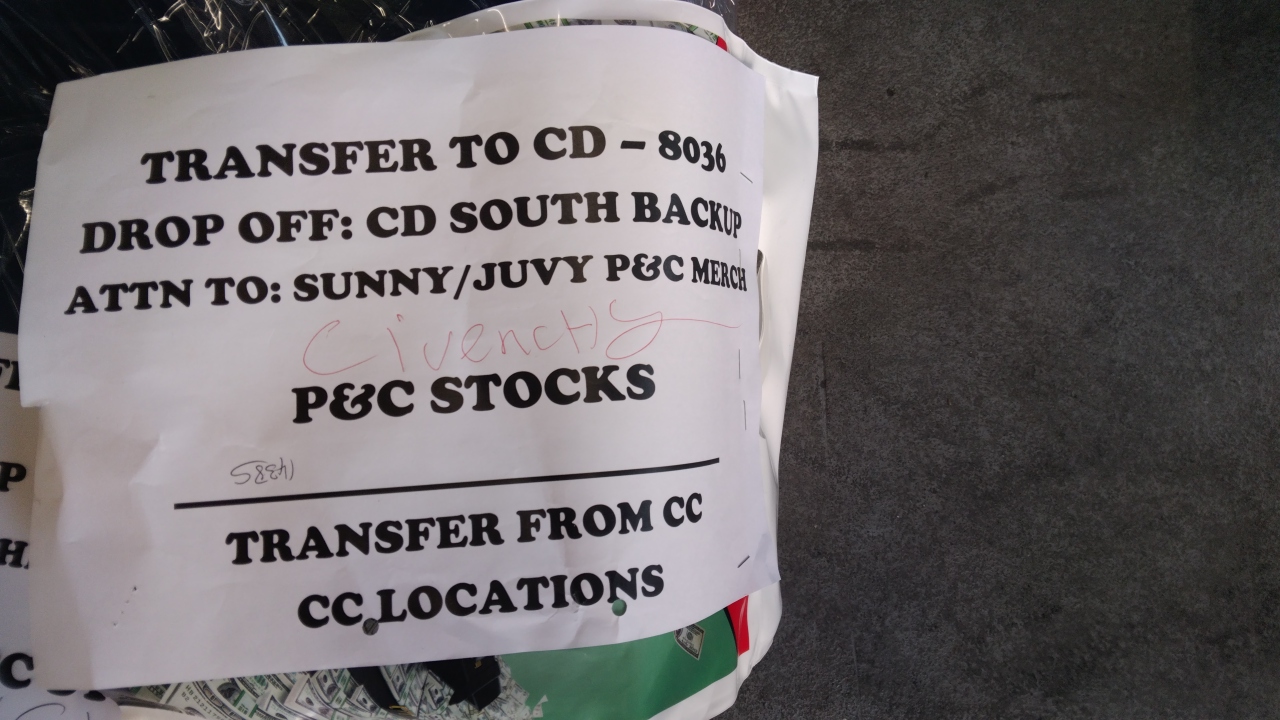 TRANSFER TO CD – 8036
DROP OFF: CD SOUTH BACKUP
ATTN TO: SUNNY/JUVY P&C MERCH
GivencHy
P&C STOCKS
TRANSFER FROM CC
CC LOCATIONS